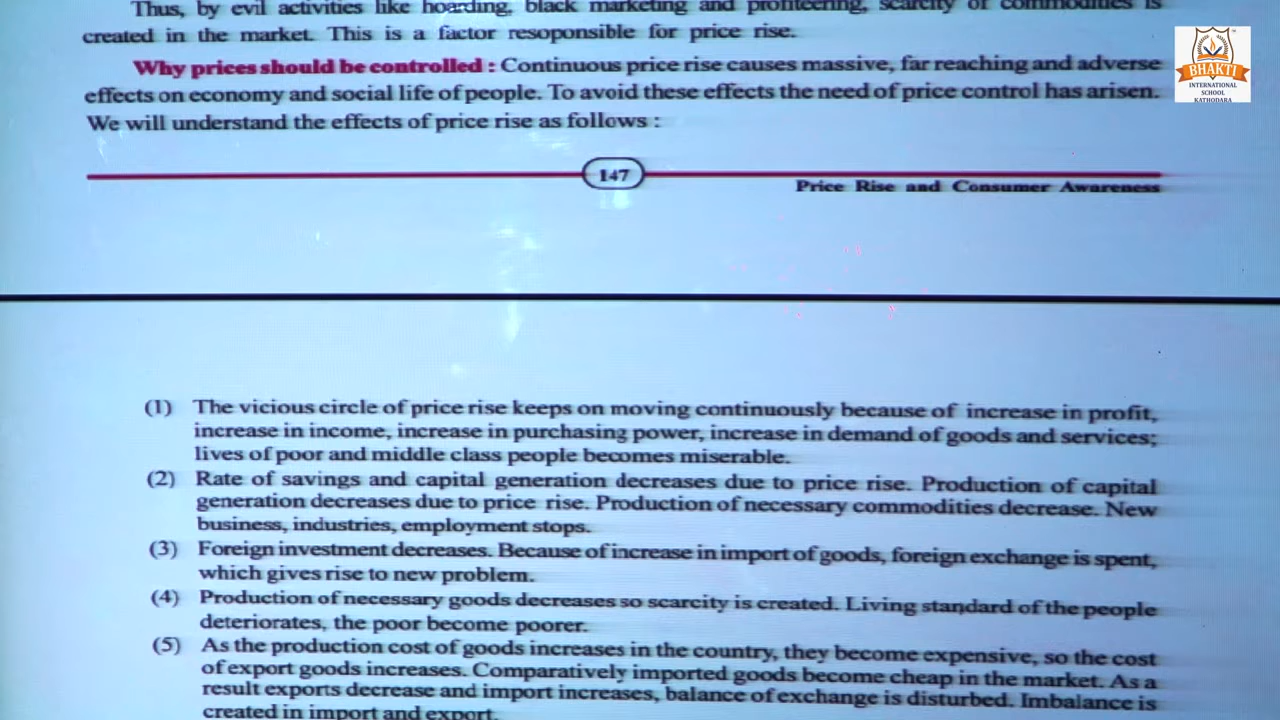 Thus, by evil activities like hoarding, black marketing and profiteering, scarcity of commodities is
created in the market. This is a factor resoponsible for price rise.
Why prices should be controlled : Continuous price rise causes massive, far reaching and adverse
effects on economy and social life of people. To avoid these effects the need of price control has arisen.
We will understand the effects of price rise as follows :
147
Price Rise and Consumer Awareness
(1) The vicious circle of price rise keeps on moving continuously because of increase in profit,
increase in income, increase in purchasing power, increase in demand of goods and services;
lives of poor and middle class people becomes miserable.
(2) Rate of savings and capital generation decreases due to price rise. Production of capital
generation decreases due to price rise. Production of necessary commodities decrease. New
business, industries, employment stops.
(3) Foreign investment decreases. Because of increase in import of goods, foreign exchange is spent,
which gives rise to new problem.
(4) Production of necessary goods decreases so scarcity is created. Living standard of the people
deteriorates, the poor become poorer.
(5) As the production cost of goods increases in the country, they become expensive, so the cost
of export goods increases. Comparatively imported goods become cheap in the market. As a
result exports decrease and import increases, balance of exchange is disturbed. Imbalance is
created in import and export.
BHAKTI
INTERNATIONAL
SCHOOL
KATHODARA